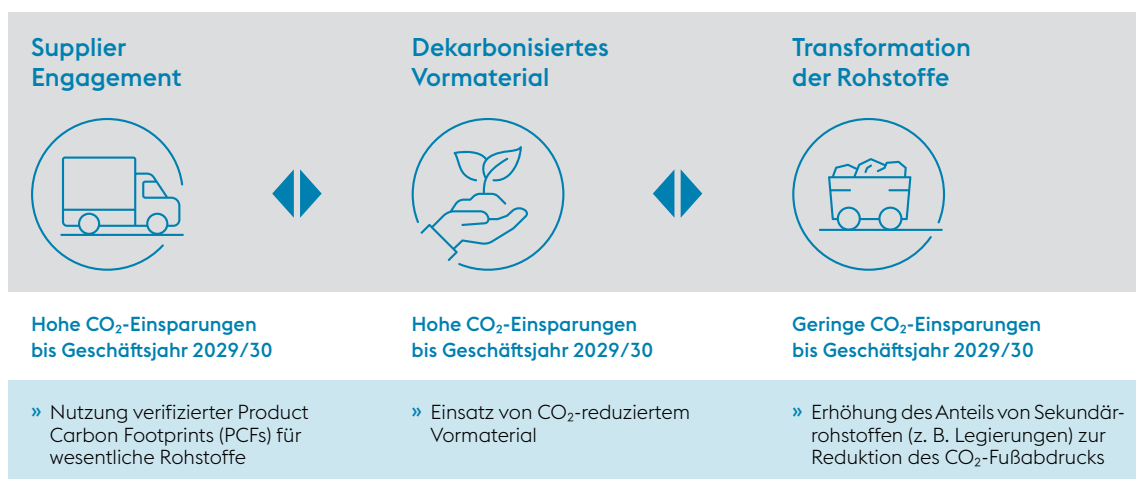 Supplier
Engagement
Dekarbonisiertes
Vormaterial
Transformation
der Rohstoffe
Hohe CO₂-Einsparungen
bis Geschäftsjahr 2029/30
Hohe CO₂-Einsparungen
bis Geschäftsjahr 2029/30
Geringe CO₂-Einsparungen
bis Geschäftsjahr 2029/30
» Nutzung verifizierter Product
Carbon Footprints (PCFs) für
wesentliche Rohstoffe
» Einsatz von CO₂-reduziertem
Vormaterial
» Erhöhung des Anteils von Sekundär-
rohstoffen (z. B. Legierungen) zur
Reduktion des CO₂-Fußabdrucks